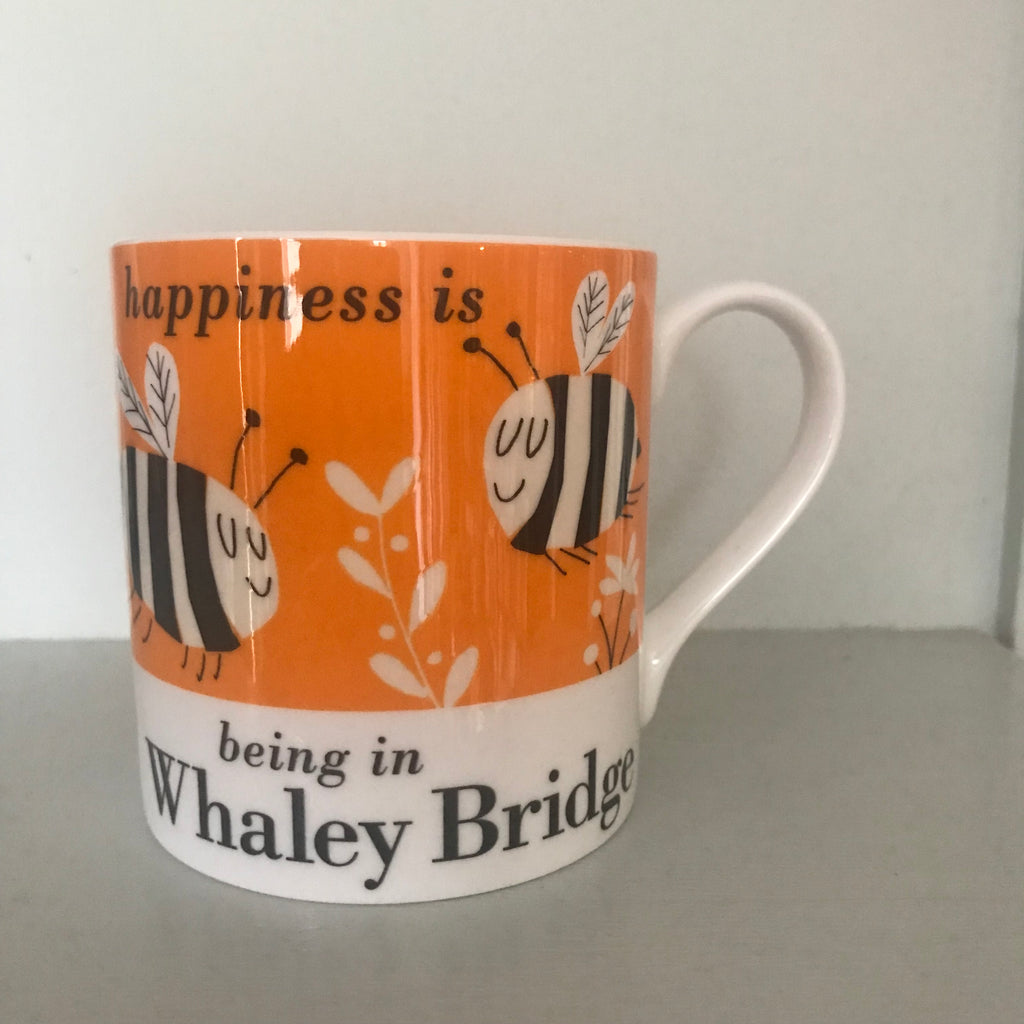 happiness is
being in
Whaley Bridge